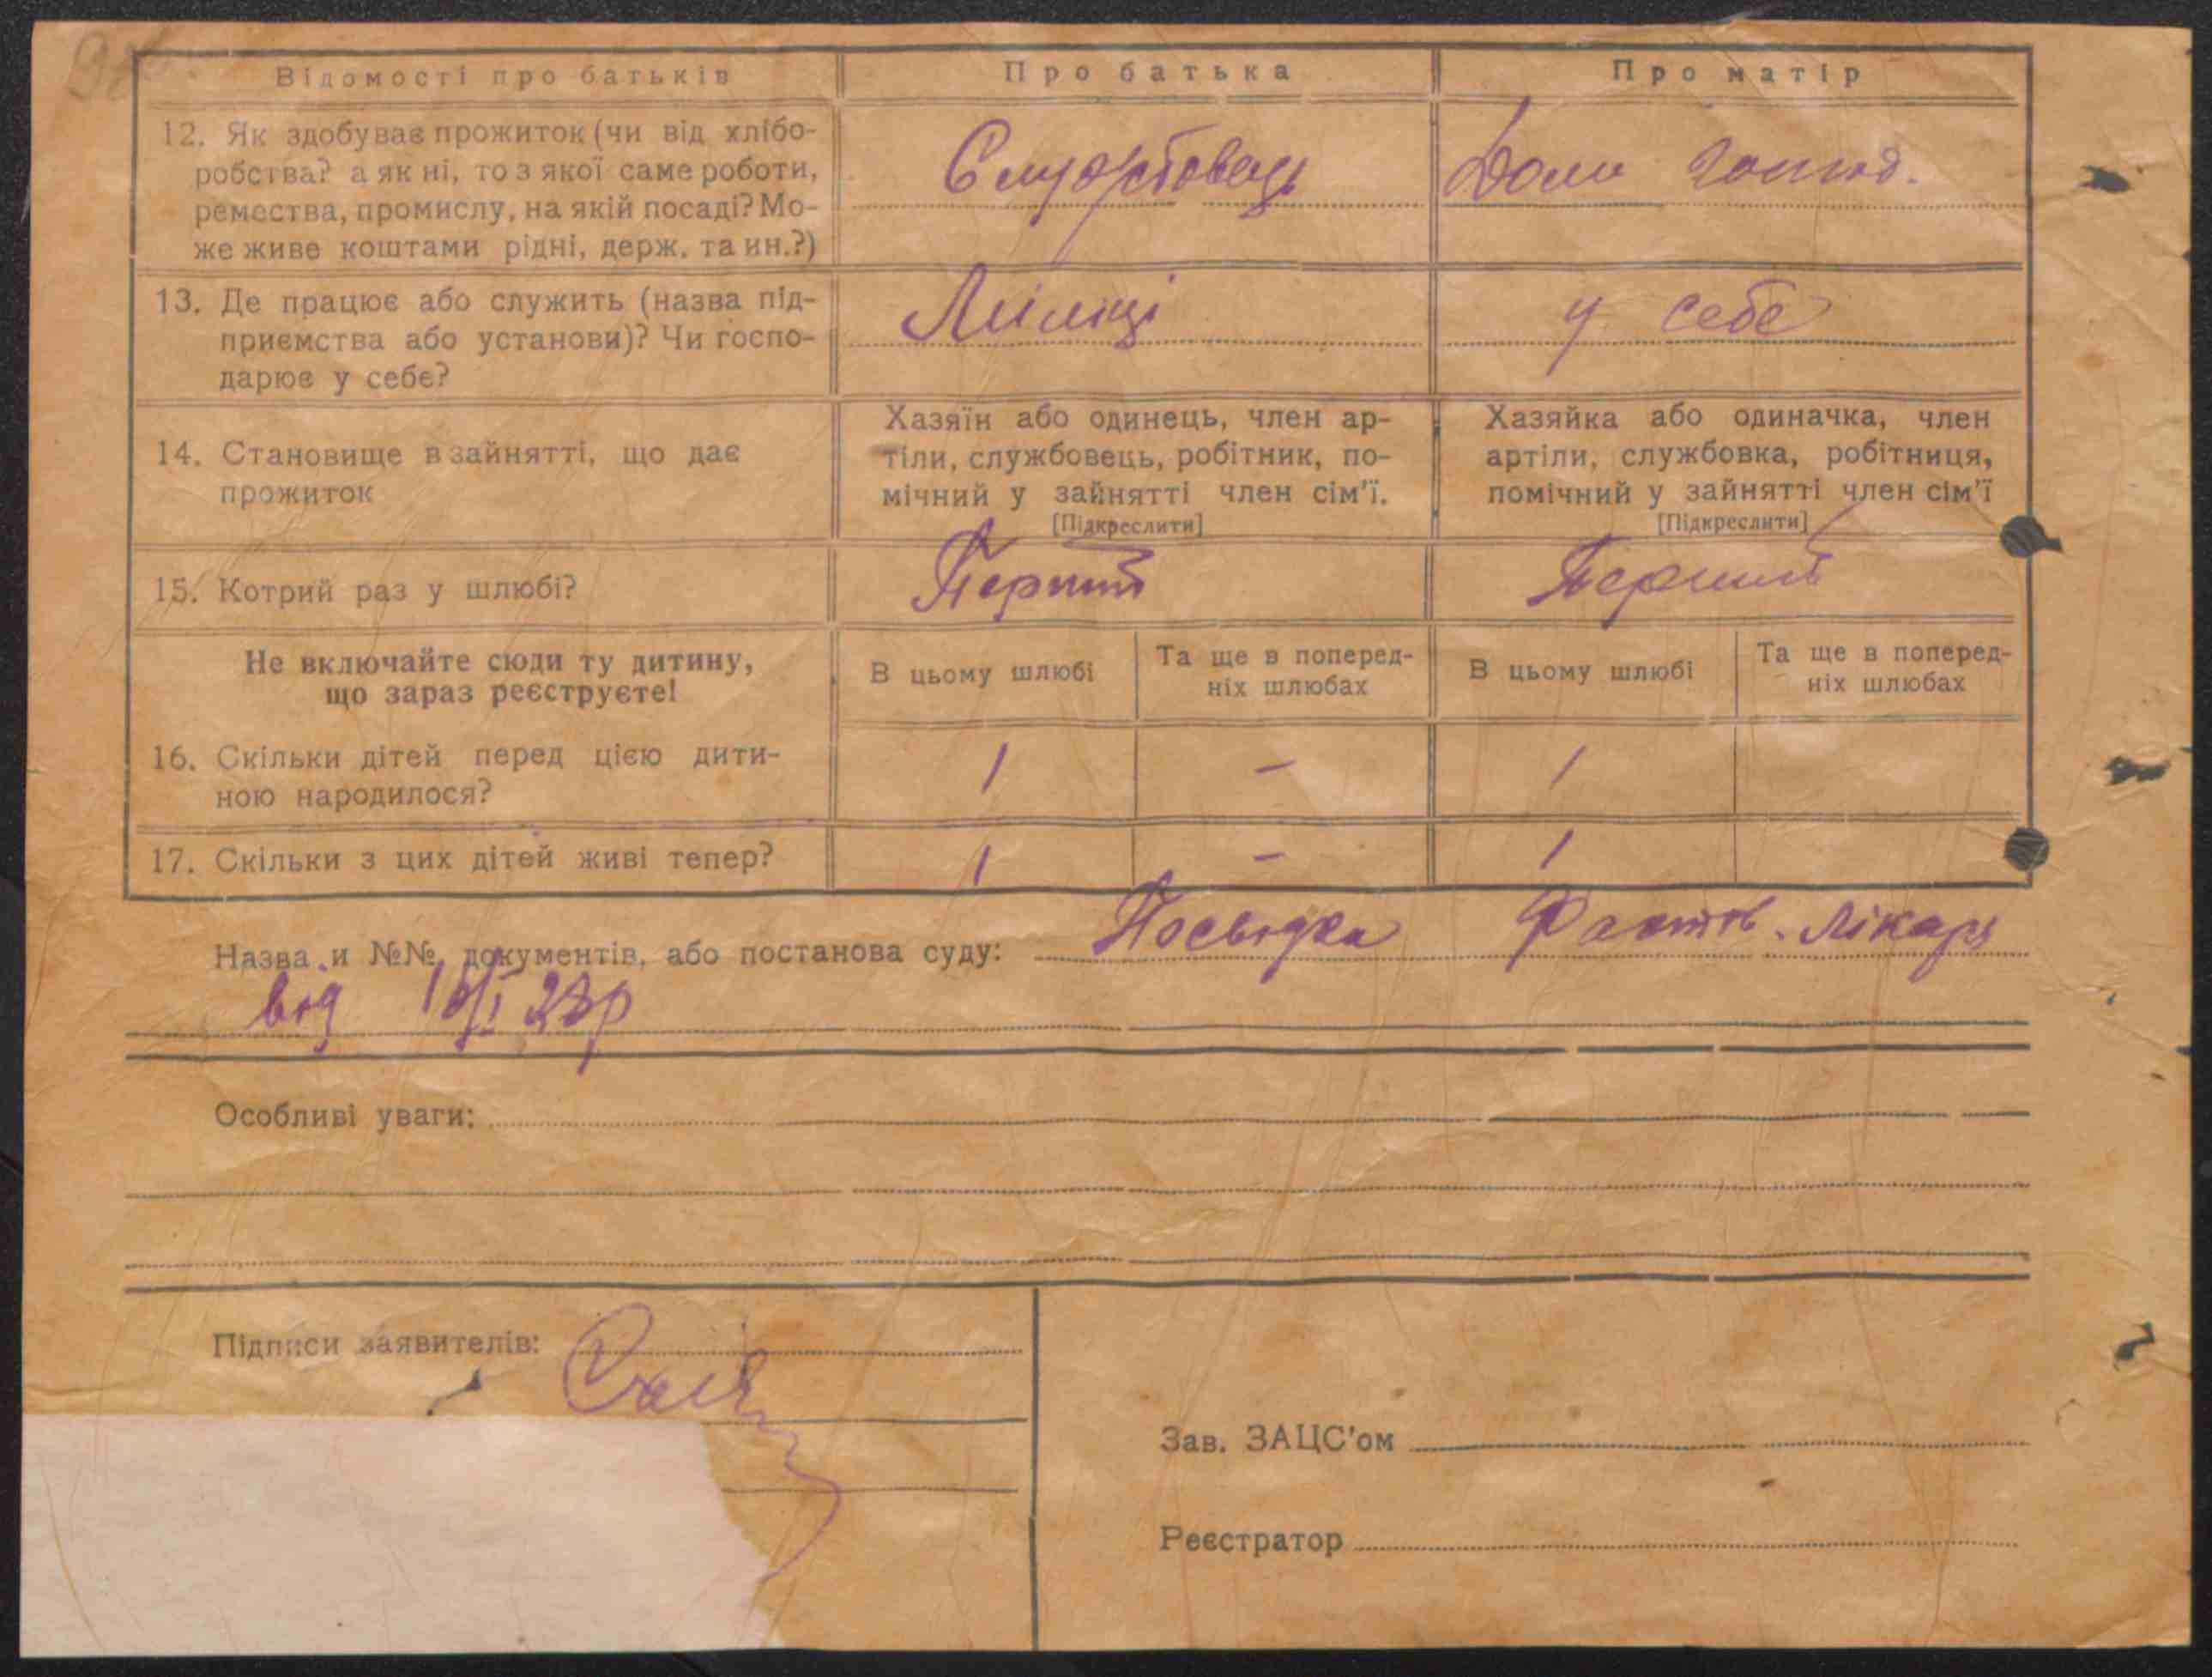 Відомості про батьків
Про батька
Про матір
12. Як здобуває прожиток (чи від хлібо-
робства? а як ні, то з якої саме роботи,
ремества, промислу, на якій посаді? Мо-
же живе коштами рідні, держ. та ин.?)
Службовець
Дом. господ.
13. Де працює або служить (назва під-
приємства або установи)? Чи госпо-
дарює у себе?
Міліції
у себе
14. Становище в зайнятті, що дає
прожиток
Хазяїн або одинець, член ар-
тіли, службовець, робітник, по-
мічний у зайнятті член сім'ї.
[Підкреслити]
Хазяйка або одиначка, член
артіли, службовка, робітниця,
помічний у зайнятті член сім'ї
[Підкреслити]
15. Котрий раз у шлюбі?
Перший
Перший
Не включайте сюди ту дитину,
що зараз реєструєте!
В цьому шлюбі
Та ще в поперед-
ніх шлюбах
В цьому шлюбі
Та ще в поперед-
ніх шлюбах
16. Скільки дітей перед цією дити-
ною народилося?
1 - 1
17. Скільки з цих дітей живі тепер?
1 - 1
Назва и №№ документів, або постанова суду: Посвідка лікаря
від
Особливі уваги:
Підписи заявителів:
Зав. ЗАЦС'ом
Реєстратор